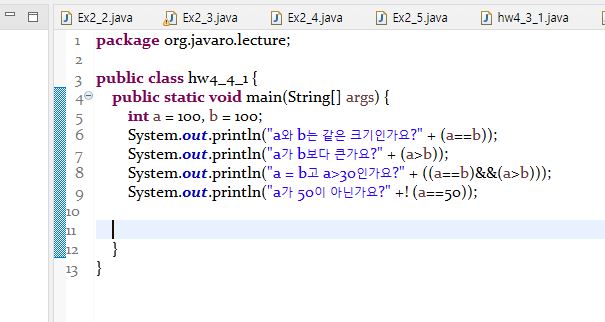 Ex2_2.java Ex2_3.java Ex2_4.java Ex2_5.java hw4_3_1.java
1 package org.javaro.lecture;
2
3 public class hw4_4_1 {
4 public static void main(String[] args) {
5 int a = 100, b = 100;
6 System.out.println("a와 b는 같은 크기인가요?" + (a==b));
7 System.out.println("a가 b보다 큰가요?" + (a>b));
8 System.out.println("a = b고 a>30인가요?" + ((a==b)&&(a>b)));
9 System.out.println("a가 50이 아닌가요?" +! (a==50));
10
11
12 }
13 }